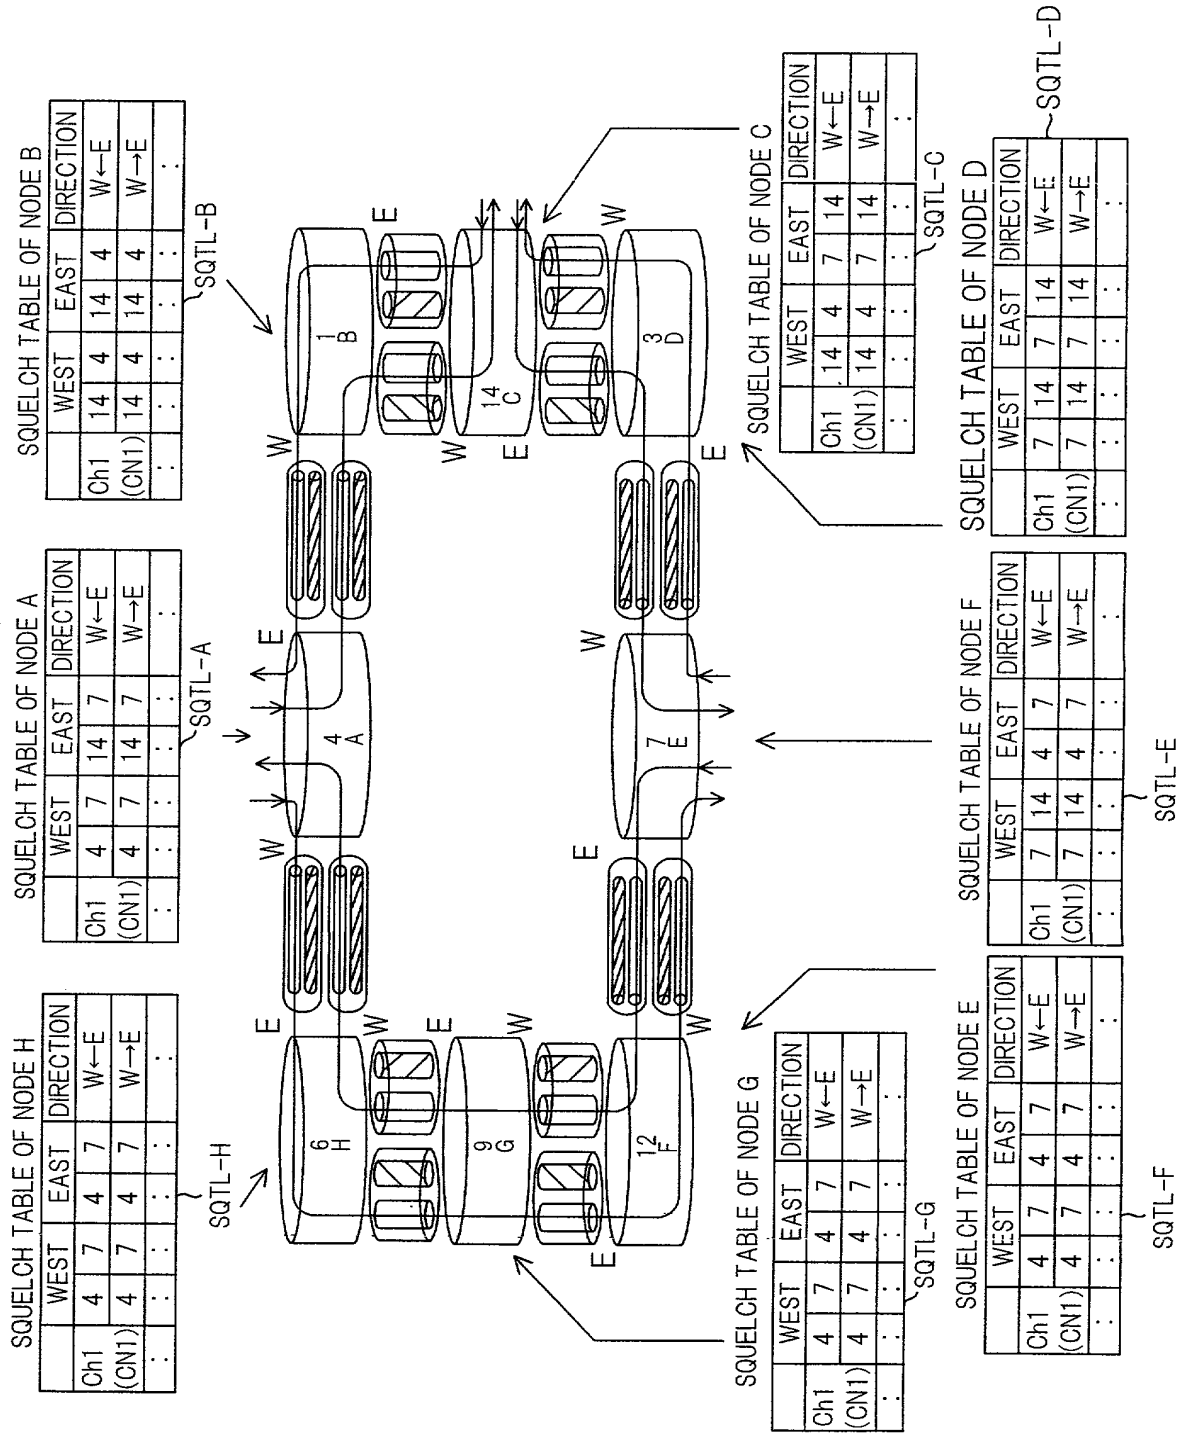 SQUELCH TABLE OF NODE H
WEST EAST DIRECTION
Ch1 4 7 4 7 W←E
(CN1) 4 7 4 7 W→E
: : : : : :
SQTL-H
SQUELCH TABLE OF NODE A
WEST EAST DIRECTION
Ch1 4 7 14 7 W←E
(CN1) 4 7 14 7 W→E
: : : : : :
SQTL-A
SQUELCH TABLE OF NODE B
WEST EAST DIRECTION
Ch1 14 4 14 4 W←E
(CN1) 14 4 14 4 W→E
: : : : : :
SQTL-B
E
W
E
W
6
H
4
A
1
B
W
E
E
W
W
E
9
G
14
C
W
E
E
W
W
E
12
F
7
E
3
D
SQUELCH TABLE OF NODE G
WEST EAST DIRECTION
Ch1 4 7 4 7 W←E
(CN1) 4 7 4 7 W→E
: : : : : :
SQTL-G
SQUELCH TABLE OF NODE C
WEST EAST DIRECTION
Ch1 14 4 7 14 W←E
(CN1) 14 4 7 14 W→E
: : : : : :
SQTL-C
SQUELCH TABLE OF NODE E
WEST EAST DIRECTION
Ch1 4 7 4 7 W←E
(CN1) 4 7 4 7 W→E
: : : : : :
SQTL-F
SQUELCH TABLE OF NODE F
WEST EAST DIRECTION
Ch1 7 14 4 7 W←E
(CN1) 7 14 4 7 W→E
: : : : : :
SQTL-E
SQUELCH TABLE OF NODE D
WEST EAST DIRECTION
Ch1 7 14 7 14 W←E
(CN1) 7 14 7 14 W→E
: : : : : :
SQTL-D